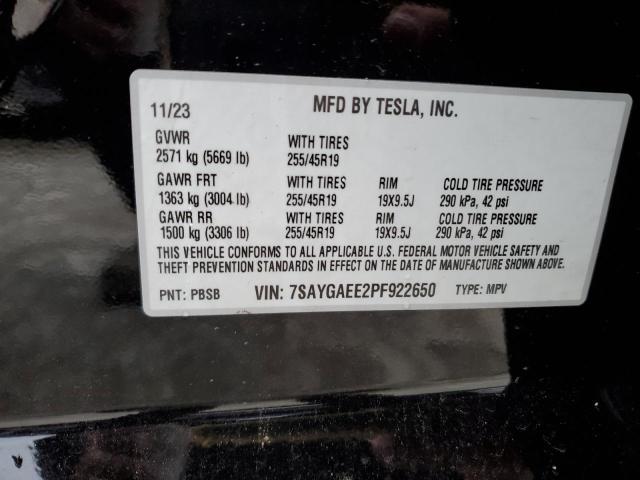 11/23 MFD BY TESLA, INC.
GVWR WITH TIRES
2571 kg (5669 lb) 255/45R19
GAWR FRT WITH TIRES RIM COLD TIRE PRESSURE
1363 kg (3004 lb) 255/45R19 19X9.5J 290 kPa, 42 psi
GAWR RR WITH TIRES RIM COLD TIRE PRESSURE
1500 kg (3306 lb) 255/45R19 19X9.5J 290 kPa, 42 psi
THIS VEHICLE CONFORMS TO ALL APPLICABLE U.S. FEDERAL MOTOR VEHICLE SAFETY AND
THEFT PREVENTION STANDARDS IN EFFECT ON THE DATE OF MANUFACTURE SHOWN ABOVE.
PNT: PBSB VIN: 7SAYGAEE2PF922650 TYPE: MPV